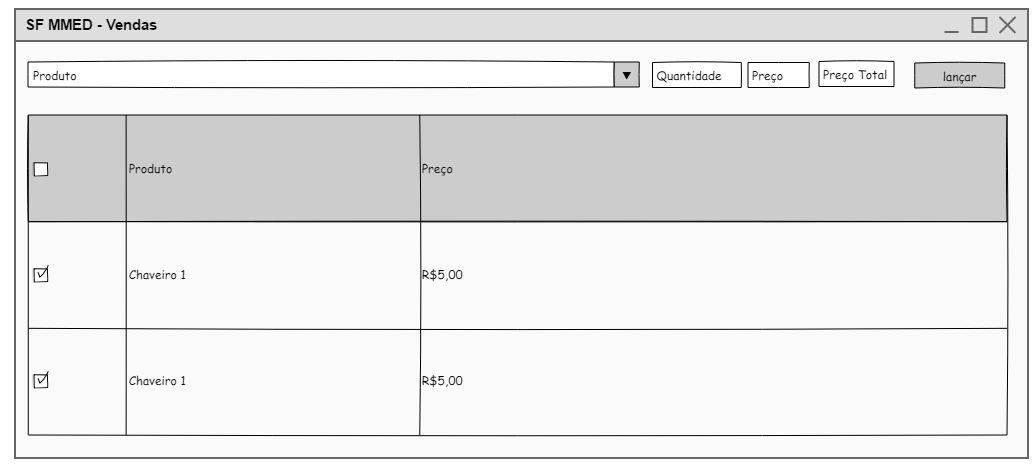 SF MMED - Vendas
Produto Quantidade Preço Preço Total lançar
Produto Preço
Chaveiro 1 R$5,00
Chaveiro 1 R$5,00